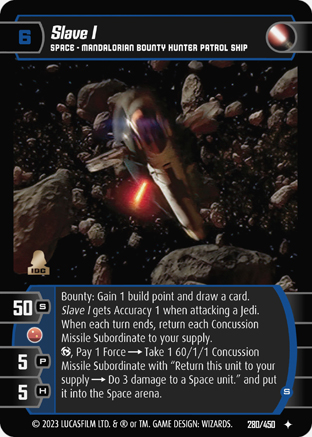 6
Slave I
SPACE - MANDALORIAN BOUNTY HUNTER PATROL SHIP
IDC
50 S
5 P
5 H
Bounty: Gain 1 build point and draw a card.
Slave I gets Accuracy 1 when attacking a Jedi.
When each turn ends, return each Concussion
Missile Subordinate to your supply.
, Pay 1 Force → Take 1 60/1/1 Concussion
Missile Subordinate with “Return this unit to your
supply → Do 3 damage to a Space unit.” and put
it into the Space arena.
S
© 2023 LUCASFILM LTD. & ® or TM. GAME DESIGN: WIZARDS.
280/450